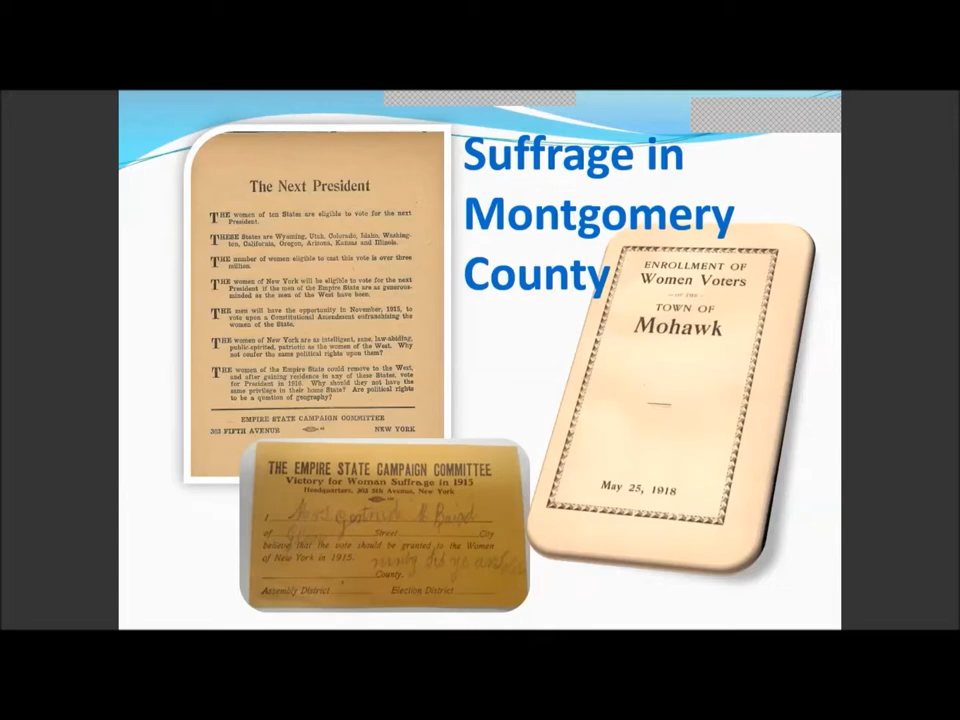 Suffrage in
Montgomery
County
The Next President
THE women of ten States are eligible to vote for the next
President.
THESE States are Wyoming, Utah, Colorado, Idaho, Washing-
ton, California, Oregon, Arizona, Kansas and Illinois.
THE number of women eligible to cast this vote is over three
million.
THE women of New York will be eligible to vote for the next
President if the men of the Empire State are as generous-
minded as the men of the West have been.
THE men will have the opportunity in November, 1915, to
vote upon a Constitutional Amendment enfranchising the
women of the State.
THE women of New York are as intelligent, sane, law-abiding,
public-spirited, patriotic as the women of the West. Why
not confer the same political rights upon them?
THE women of the Empire State could remove to the West,
and after gaining residence in any of these States, vote
for President in 1916. Why should they not have the
same privilege in their home State? Are political rights
to be a question of geography?
EMPIRE STATE CAMPAIGN COMMITTEE
303 FIFTH AVENUE NEW YORK
ENROLLMENT OF
Women Voters
OF THE
TOWN OF
Mohawk
May 25, 1918
THE EMPIRE STATE CAMPAIGN COMMITTEE
Victory for Woman Suffrage in 1915
Headquarters, 303 5th Avenue, New York
I Mrs Gertrude M Baird
of Street City
believe that the vote should be granted to the Women
of New York in 1915.
County.
Assembly District Election District